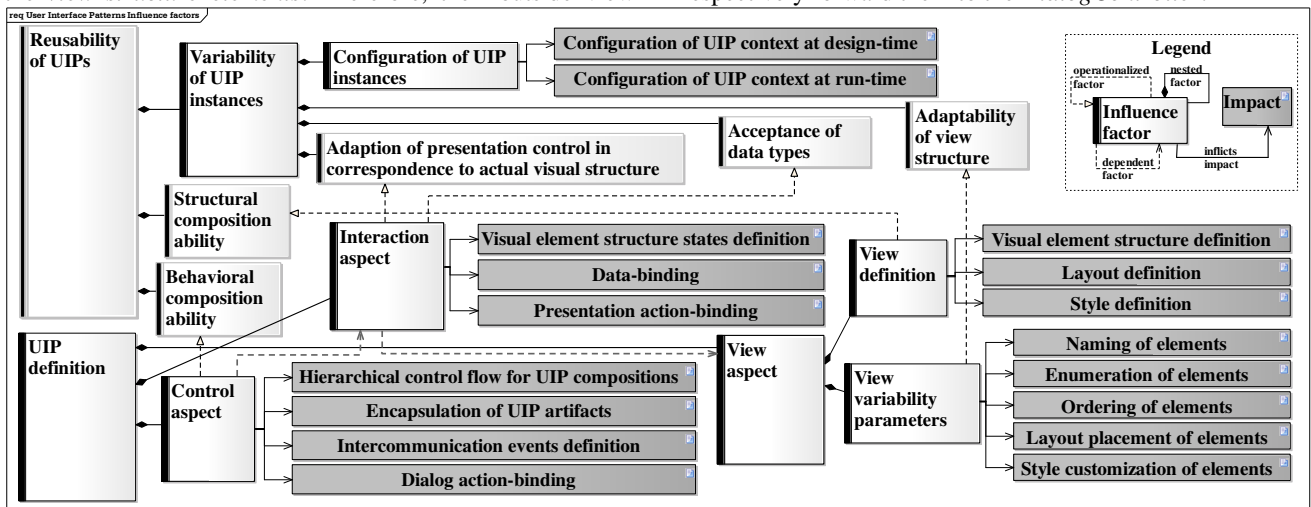 req User Interface Patterns Influence factors
Reusability
of UIPs
Variability
of UIP
instances
Configuration of UIP
instances
Configuration of UIP context at design-time
Configuration of UIP context at run-time
Adaption of presentation control in
correspondence to actual visual structure
Acceptance of
data types
Adaptability
of view
structure
Legend
operationalized
factor
nested
factor
Influence
factor
Impact
dependent
factor
inflicts
impact
Structural
composition
ability
Behavioral
composition
ability
Interaction
aspect
Visual element structure states definition
Data-binding
Presentation action-binding
View
definition
Visual element structure definition
Layout definition
Style definition
UIP
definition
Control
aspect
Hierarchical control flow for UIP compositions
Encapsulation of UIP artifacts
Intercommunication events definition
Dialog action-binding
View
aspect
View
variability
parameters
Naming of elements
Enumeration of elements
Ordering of elements
Layout placement of elements
Style customization of elements